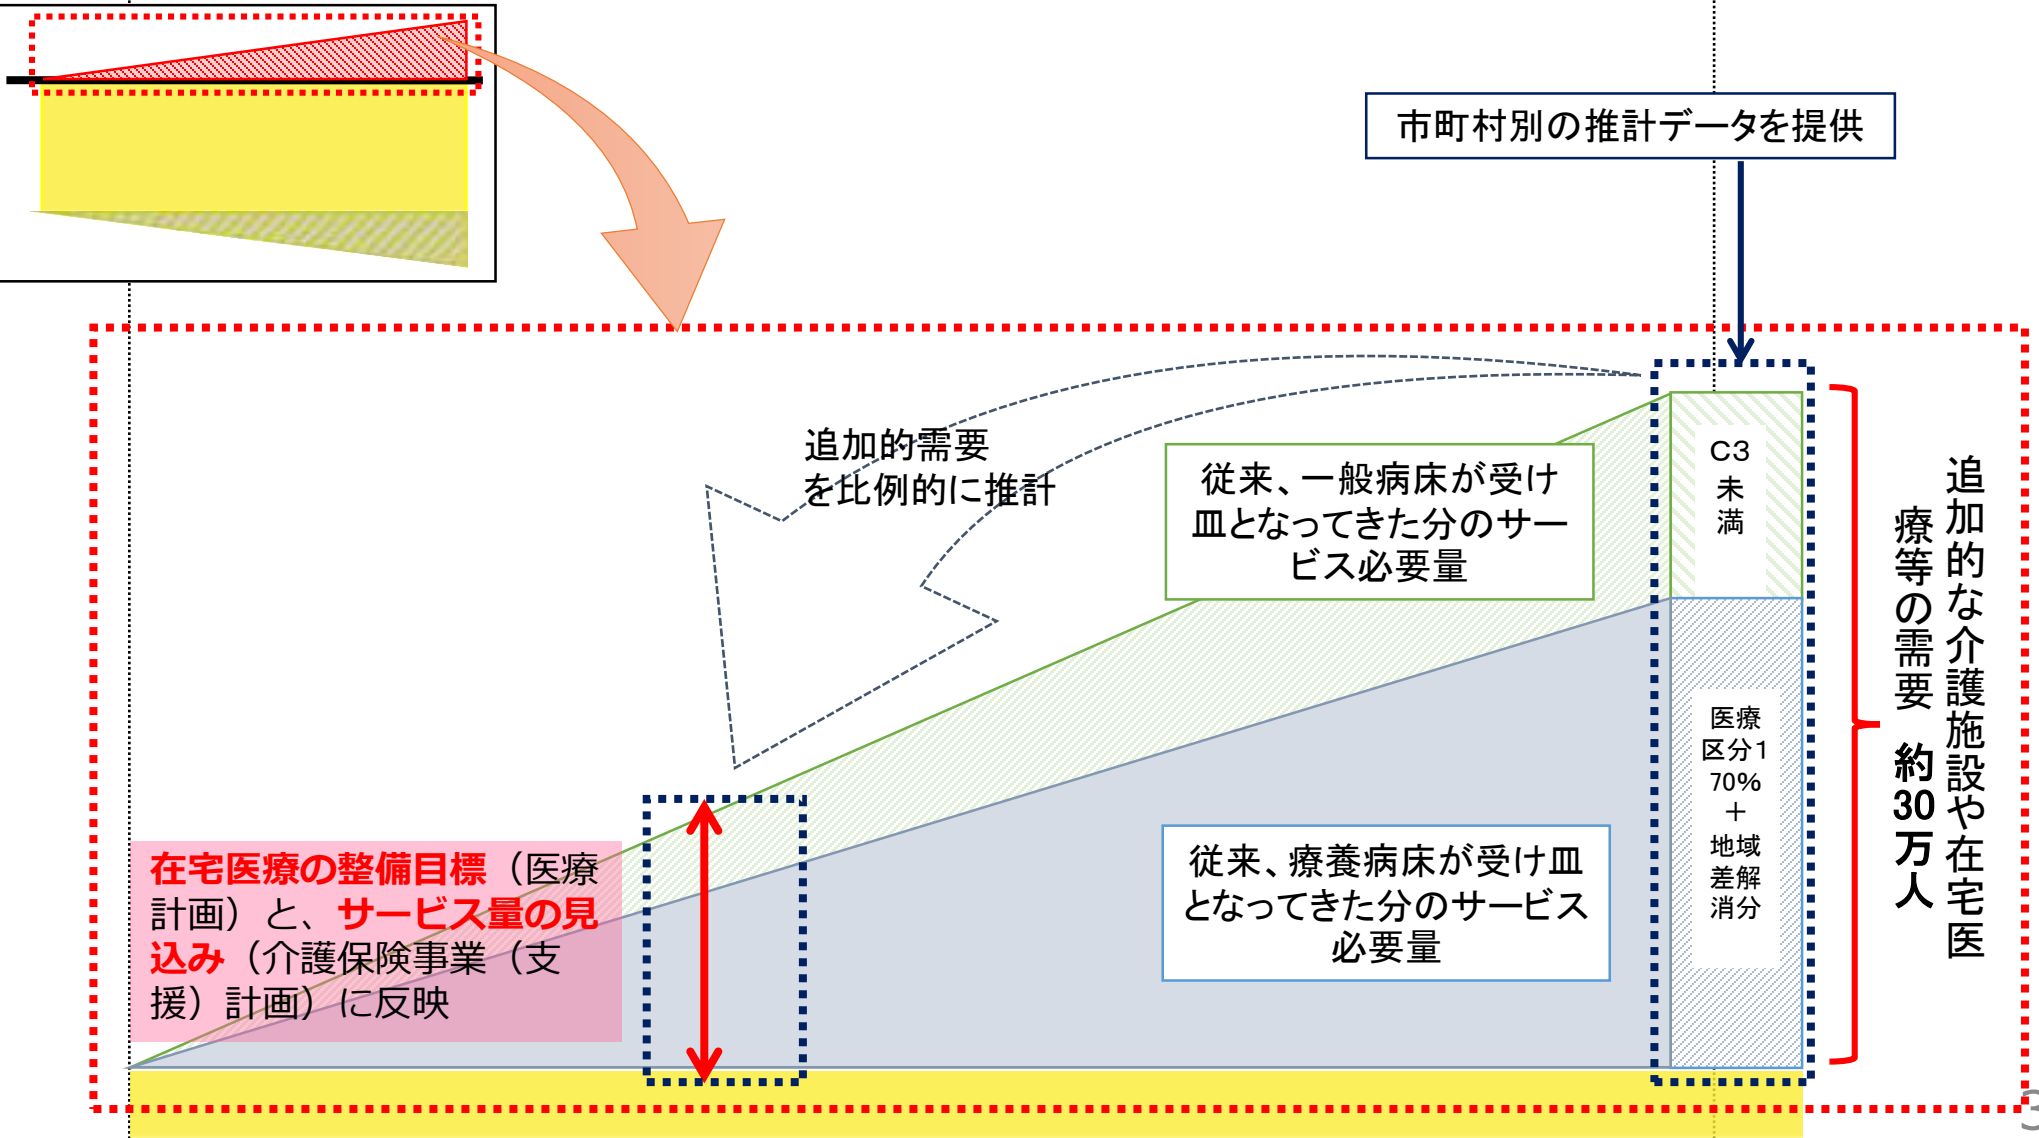 市町村別の推計データを提供
追加的需要
を比例的に推計
従来、一般病床が受け
皿となってきた分のサー
ビス必要量
C3
未
満
追加的な介護施設や在宅医
療等の需要　約30万人
医療
区分1
70%
＋
地域
差解
消分
従来、療養病床が受け皿
となってきた分のサービス
必要量
在宅医療の整備目標（医療
計画）と、サービス量の見
込み（介護保険事業（支
援）計画）に反映